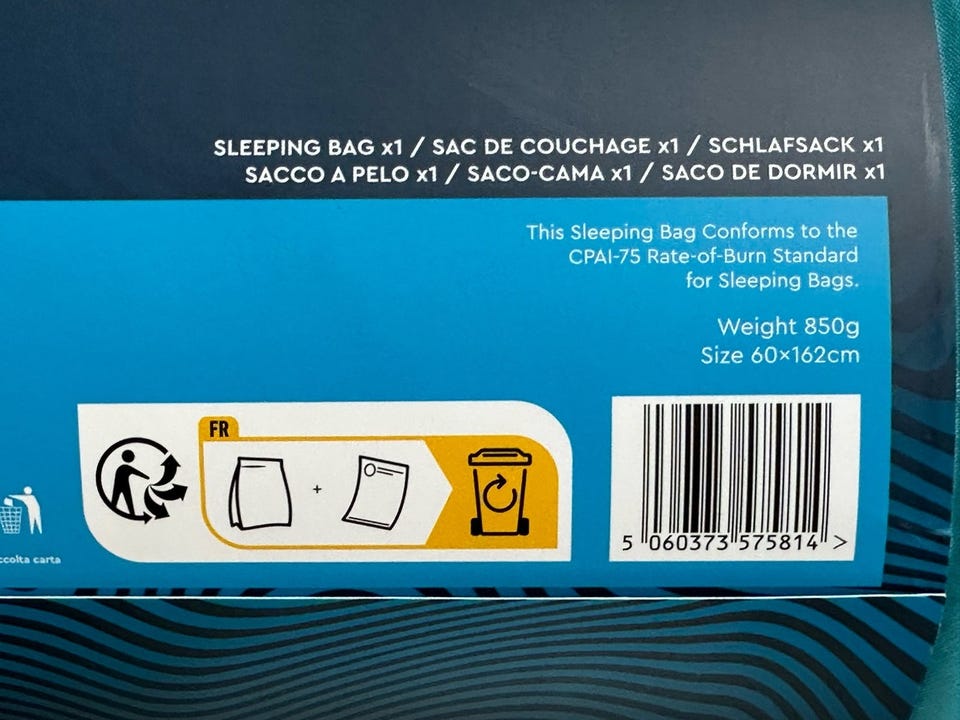 SLEEPING BAG x1 / SAC DE COUCHAGE x1 / SCHLAFSACK x1
SACCO A PELO x1 / SACO-CAMA x1 / SACO DE DORMIR x1
This Sleeping Bag Conforms to the
CPAI-75 Rate-of-Burn Standard
for Sleeping Bags.
Weight 850g
Size 60×162cm
FR
+
ccolta carta
5 060373 575814 >